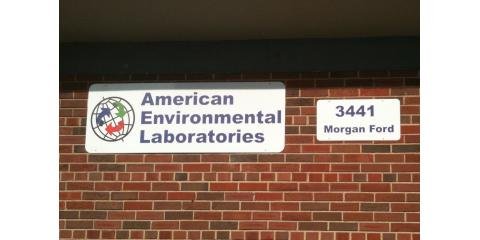 American
Environmental
Laboratories
3441
Morgan Ford